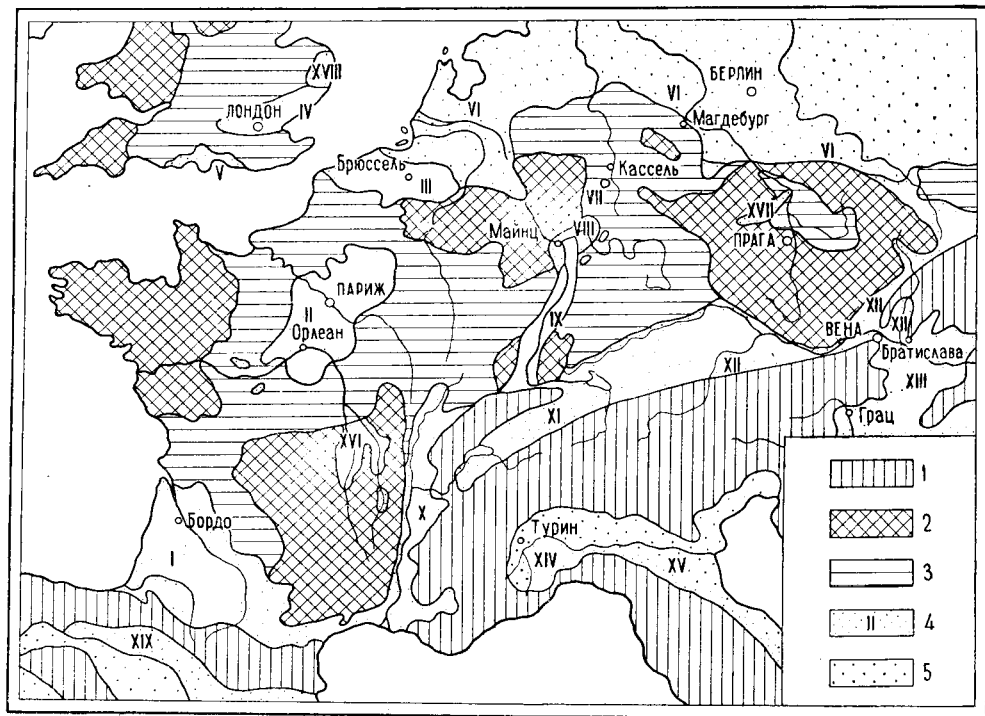 XVIII
БЕРЛИН
ЛОНДОН
IV
VI
VI
Магдебург
V
Брюссель
III
Кассель
VI
VII
XVII
Майнц
VIII
ПРАГА
ПАРИЖ
II
Орлеан
IX
XII
XII
ВЕНА
Братислава
XII
XIII
XI
Грац
XVI
X
Бордо
Турин
I
XIV
XV
XIX
1
2
3
II 4
5